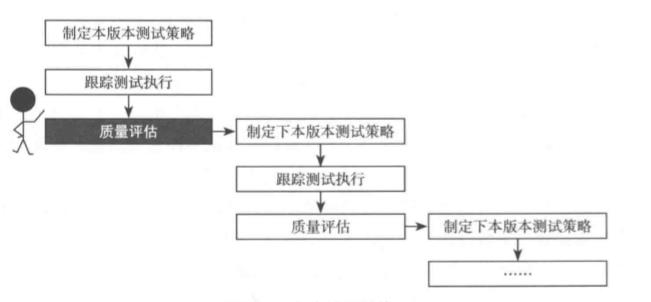 制定本版本测试策略
跟踪测试执行
质量评估
制定下本版本测试策略
跟踪测试执行
质量评估
制定下本版本测试策略
……